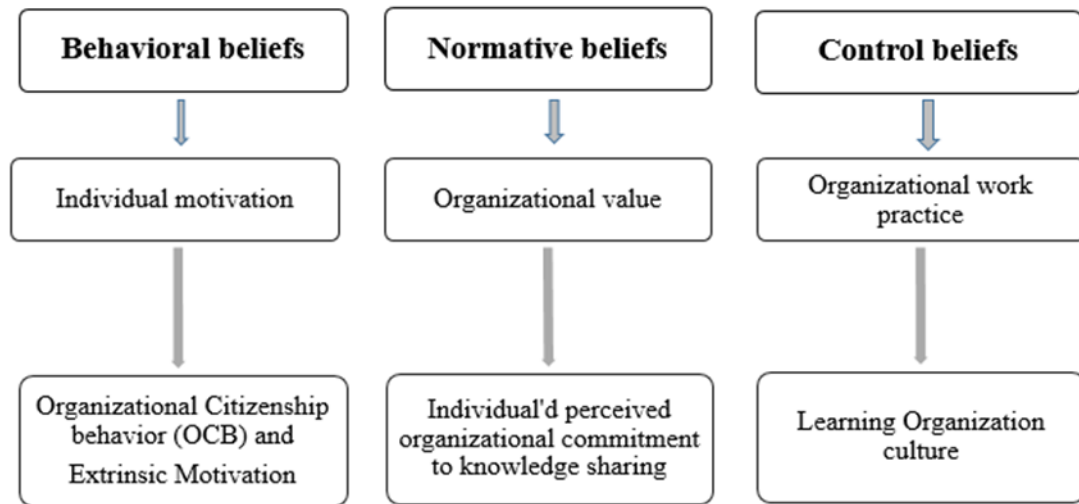 Behavioral beliefs
Normative beliefs
Control beliefs
Individual motivation
Organizational value
Organizational work
practice
Organizational Citizenship
behavior (OCB) and
Extrinsic Motivation
Individual'd perceived
organizational commitment
to knowledge sharing
Learning Organization
culture